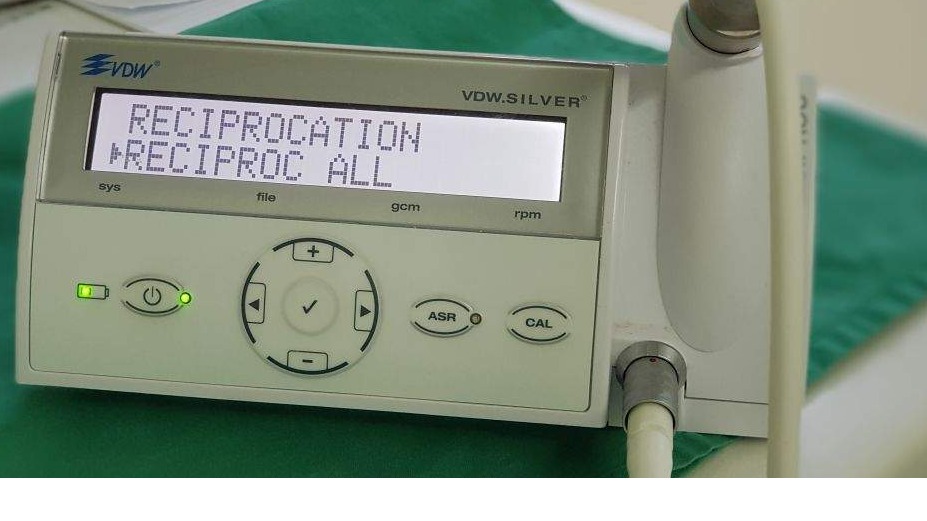 VDW®
VDW.SILVER®
RECIPROCATION
RECIPROC ALL
sys file gcm rpm
+
✓
-
ASR
CAL